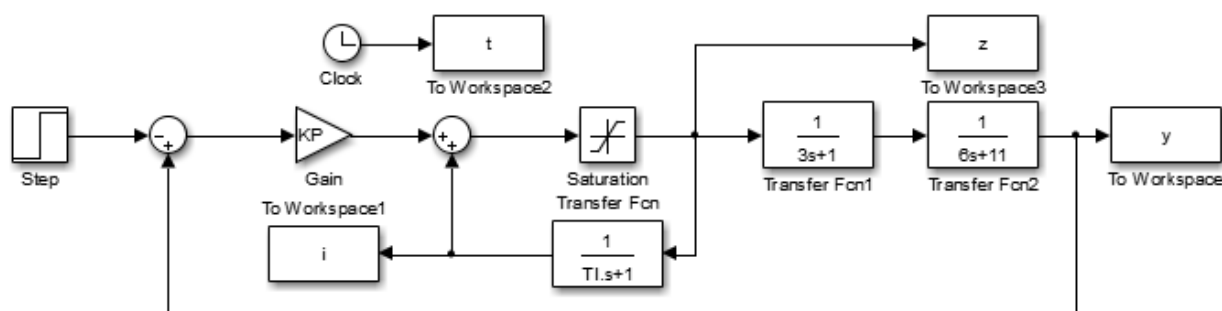 t
z
Clock
To Workspace2
To Workspace3
−
+
KP
+
+
1
3s+1
1
6s+11
y
Step
Gain
Saturation
Transfer Fcn1
Transfer Fcn2
To Workspace
To Workspace1
Transfer Fcn
i
1
TI.s+1